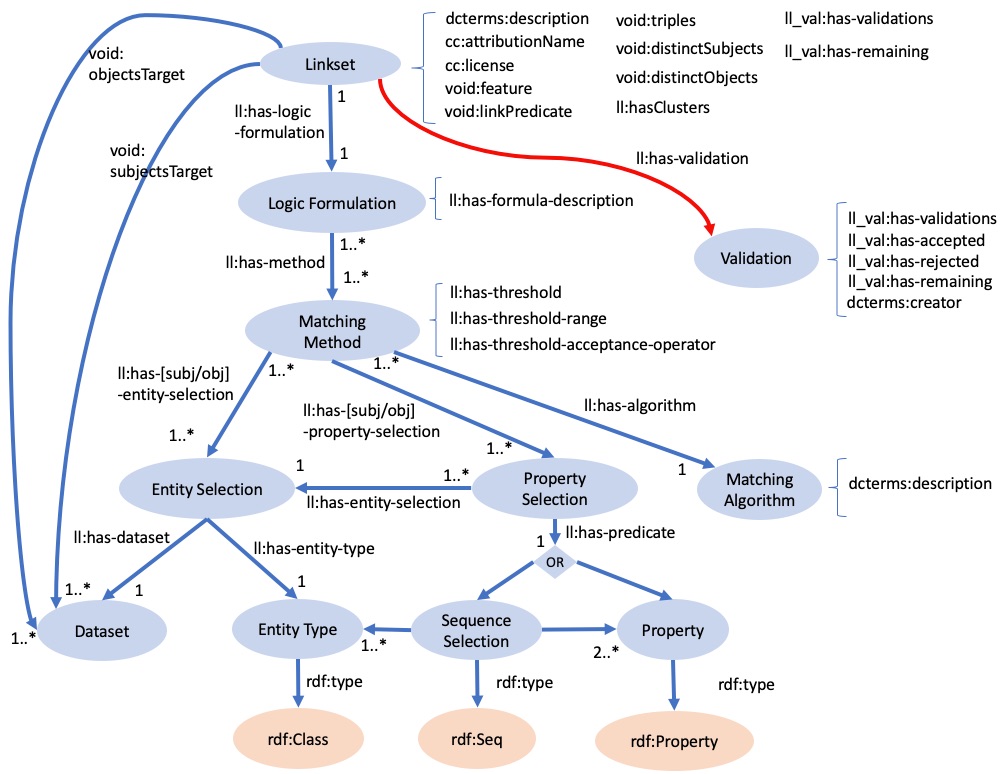 dcterms:description
cc:attributionName
cc:license
void:feature
void:linkPredicate
void:triples
void:distinctSubjects
void:distinctObjects
ll:hasClusters
ll_val:has-validations
ll_val:has-remaining
void:
objectsTarget
Linkset
1
ll:has-logic
-formulation
1
void:
subjectsTarget
ll:has-validation
Logic Formulation
ll:has-formula-description
1..*
ll:has-method
1..*
Validation
ll_val:has-validations
ll_val:has-accepted
ll_val:has-rejected
ll_val:has-remaining
dcterms:creator
Matching
Method
ll:has-threshold
ll:has-threshold-range
ll:has-threshold-acceptance-operator
1..*
1..*
ll:has-[subj/obj]
-entity-selection
ll:has-[subj/obj]
-property-selection
ll:has-algorithm
1..*
1..*
1
Entity Selection
1
1..*
ll:has-entity-selection
Property
Selection
Matching
Algorithm
dcterms:description
ll:has-dataset
ll:has-entity-type
ll:has-predicate
1
OR
1..*
1
1
1..*
Dataset
Entity Type
1..*
Sequence
Selection
2..*
Property
rdf:type
rdf:type
rdf:type
rdf:Class
rdf:Seq
rdf:Property